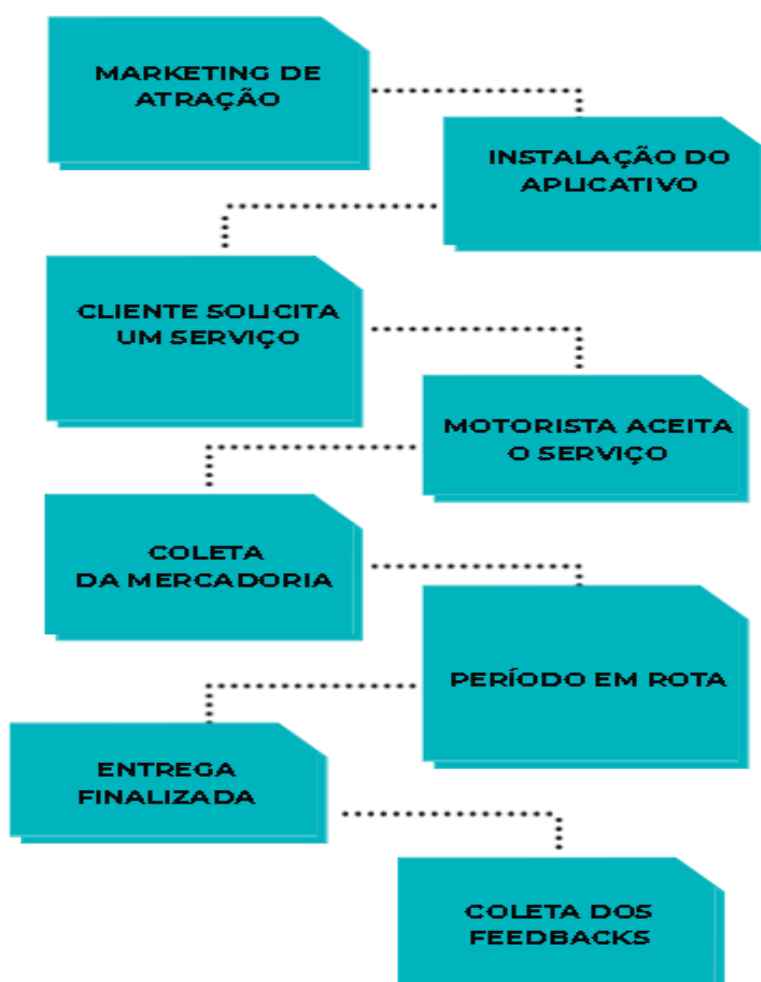 MARKETING DE
ATRAÇÃO
INSTALAÇÃO DO
APLICATIVO
CLIENTE SOLICITA
UM SERVIÇO
MOTORISTA ACEITA
O SERVIÇO
COLETA
DA MERCADORIA
PERÍODO EM ROTA
ENTREGA
FINALIZADA
COLETA DOS
FEEDBACKS